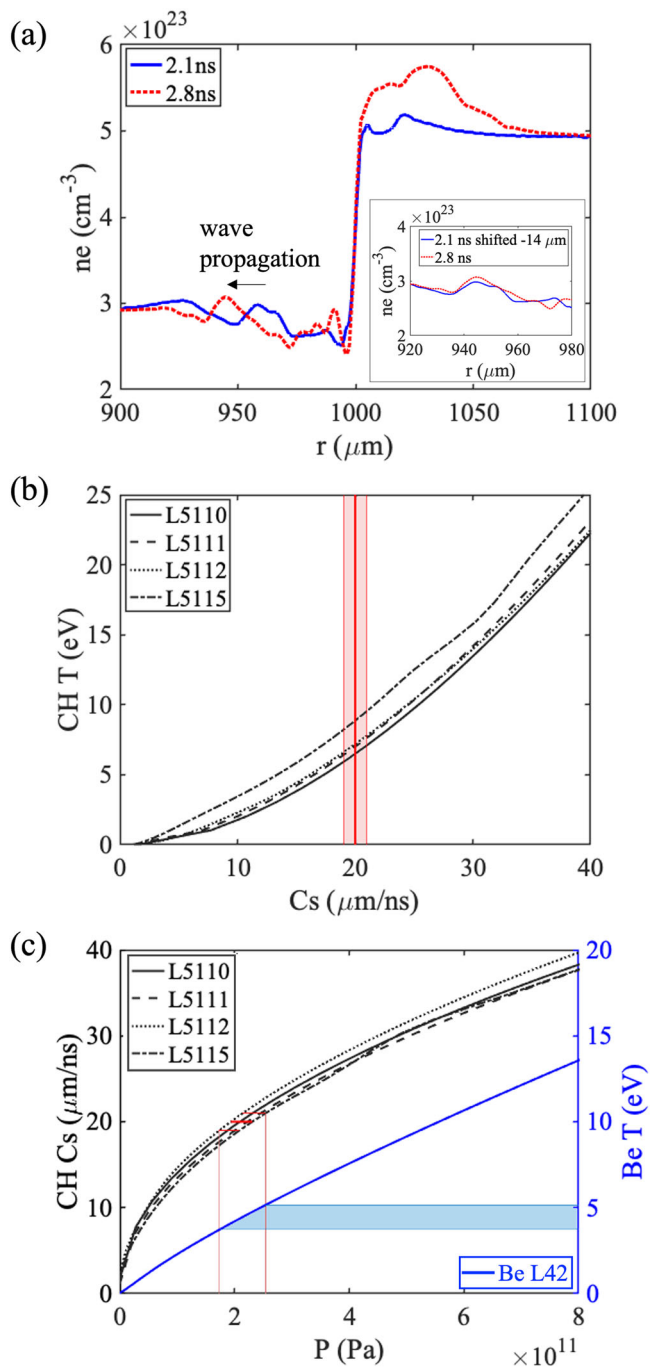 (a)
×10^23
6
5
4
3
2
ne (cm^-3)
2.1ns
2.8ns
wave
propagation
×10^23
4
3
2
ne (cm^-3)
2.1 ns shifted -14 μm
2.8 ns
920 940 960 980
r (μm)
900 950 1000 1050 1100
r (μm)
(b)
25
20
15
10
5
0
CH T (eV)
L5110
L5111
L5112
L5115
0 10 20 30 40
Cs (μm/ns)
(c)
40
30
20
10
0
CH Cs (μm/ns)
L5110
L5111
L5112
L5115
20
15
10
5
0
Be T (eV)
Be L42
0 2 4 6 8
P (Pa)
×10^11